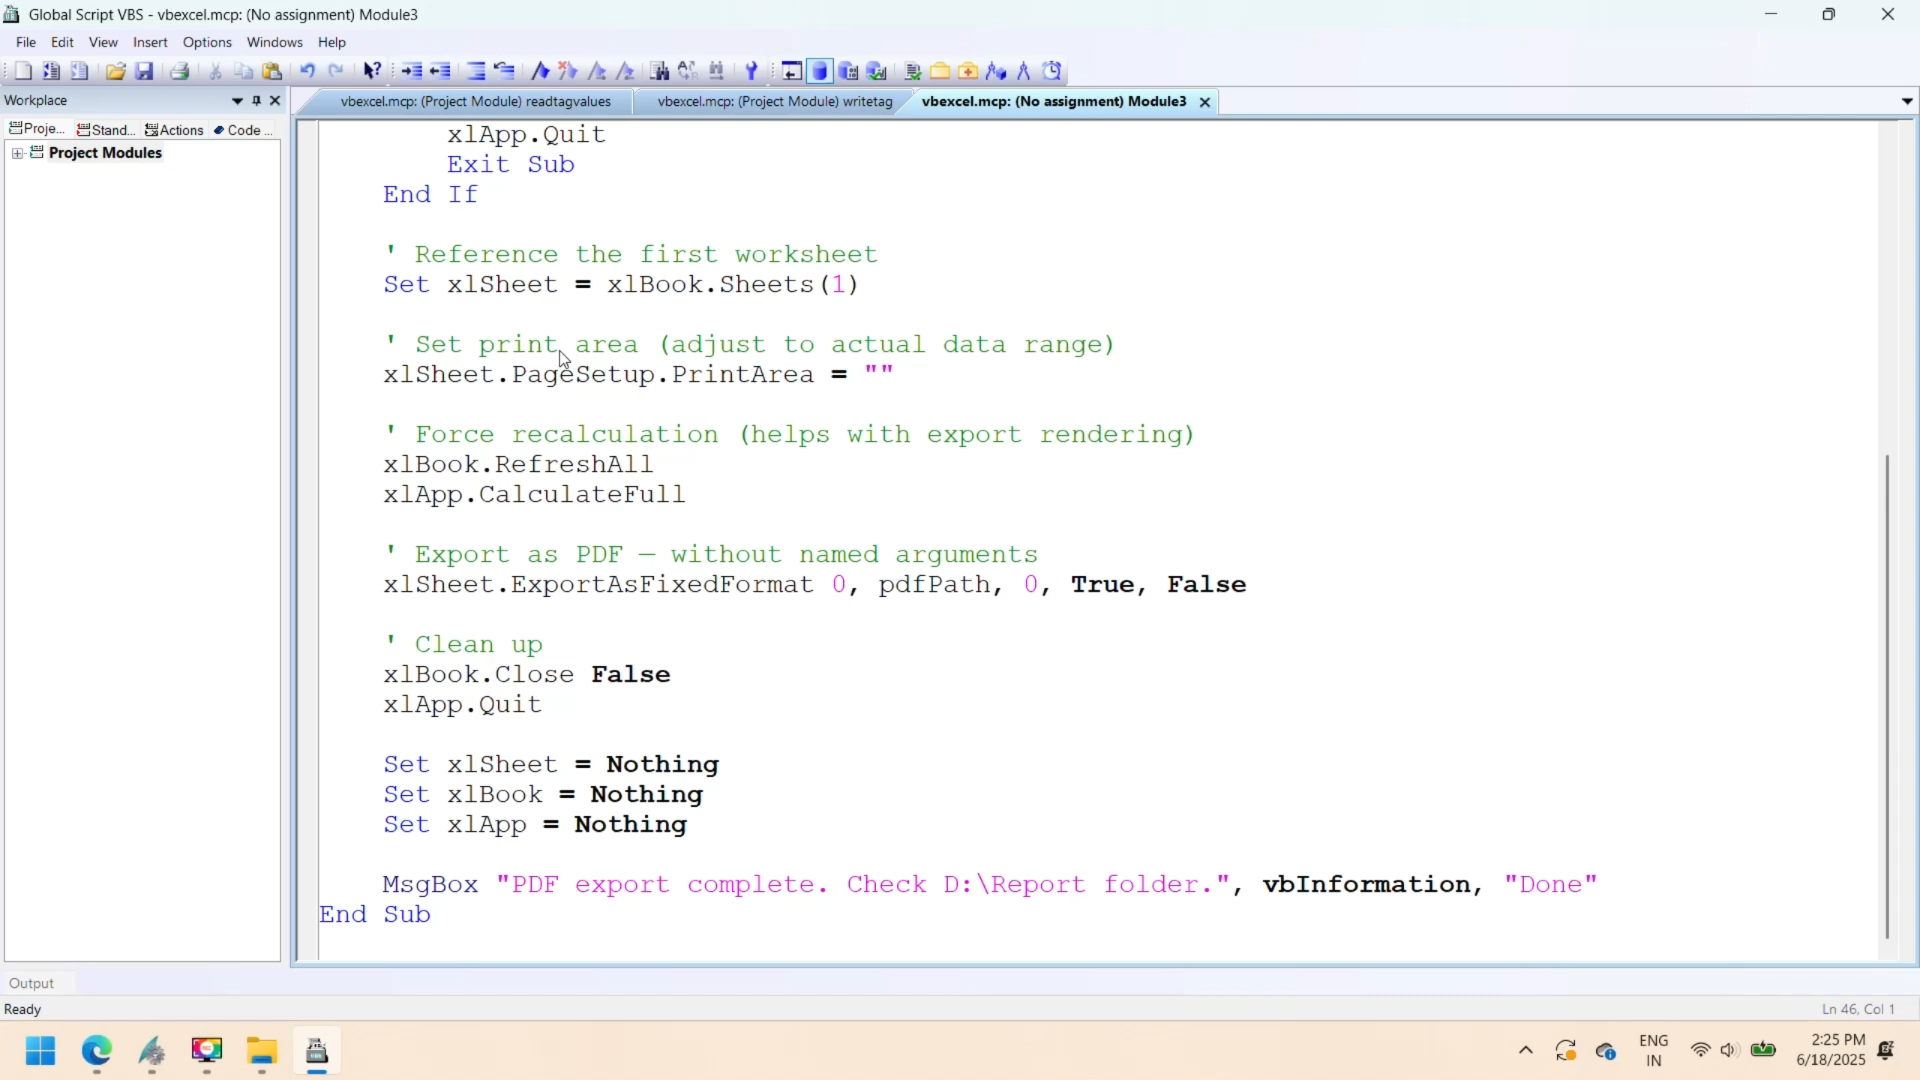 Global Script VBS - vbexcel.mcp: (No assignment) Module3
File Edit View Insert Options Windows Help
Workplace
vbexcel.mcp: (Project Module) readtagvalues
vbexcel.mcp: (Project Module) writetag
vbexcel.mcp: (No assignment) Module3
Proje... Stand... Actions Code ...
Project Modules
xlApp.Quit
Exit Sub
End If
' Reference the first worksheet
Set xlSheet = xlBook.Sheets(1)
' Set print area (adjust to actual data range)
xlSheet.PageSetup.PrintArea = ""
' Force recalculation (helps with export rendering)
xlBook.RefreshAll
xlApp.CalculateFull
' Export as PDF — without named arguments
xlSheet.ExportAsFixedFormat 0, pdfPath, 0, True, False
' Clean up
xlBook.Close False
xlApp.Quit
Set xlSheet = Nothing
Set xlBook = Nothing
Set xlApp = Nothing
MsgBox "PDF export complete. Check D:\Report folder.", vbInformation, "Done"
End Sub
Output
Ready
Ln 46, Col 1
ENG
IN
2:25 PM
6/18/2025